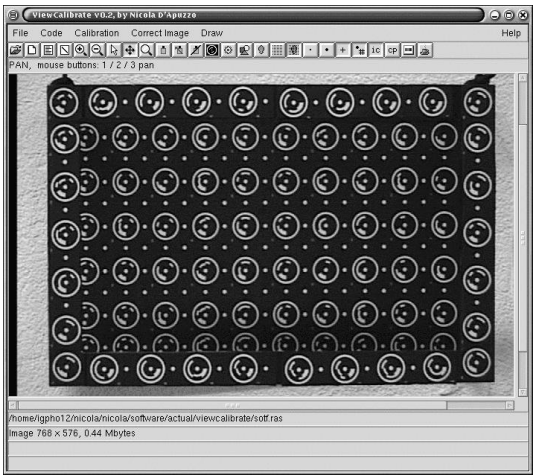 ViewCalibrate v0.2, by Nicola D'Apuzzo
File Code Calibration Correct Image Draw Help
1C CP
PAN, mouse buttons: 1 / 2 / 3 pan
/home/igpho12/nicola/nicola/software/actual/viewcalibrate/sotf.ras
Image 768 × 576, 0.44 Mbytes